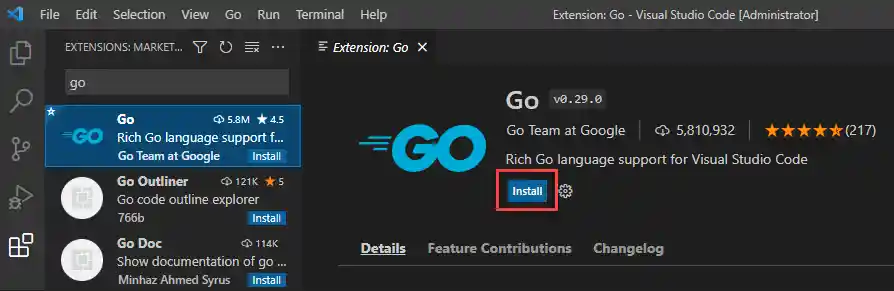 File Edit Selection View Go Run Terminal Help Extension: Go - Visual Studio Code [Administrator]
EXTENSIONS: MARKET...
go
Go 5.8M 4.5
Rich Go language support f...
Go Team at Google Install
Go Outliner 121K 5
Go code outline explorer
766b Install
Go Doc 114K
Show documentation of go ...
Minhaz Ahmed Syrus Install
Extension: Go
GO
GO
Go v0.29.0
Go Team at Google 5,810,932 (217)
Rich Go language support for Visual Studio Code
Install
Details Feature Contributions Changelog